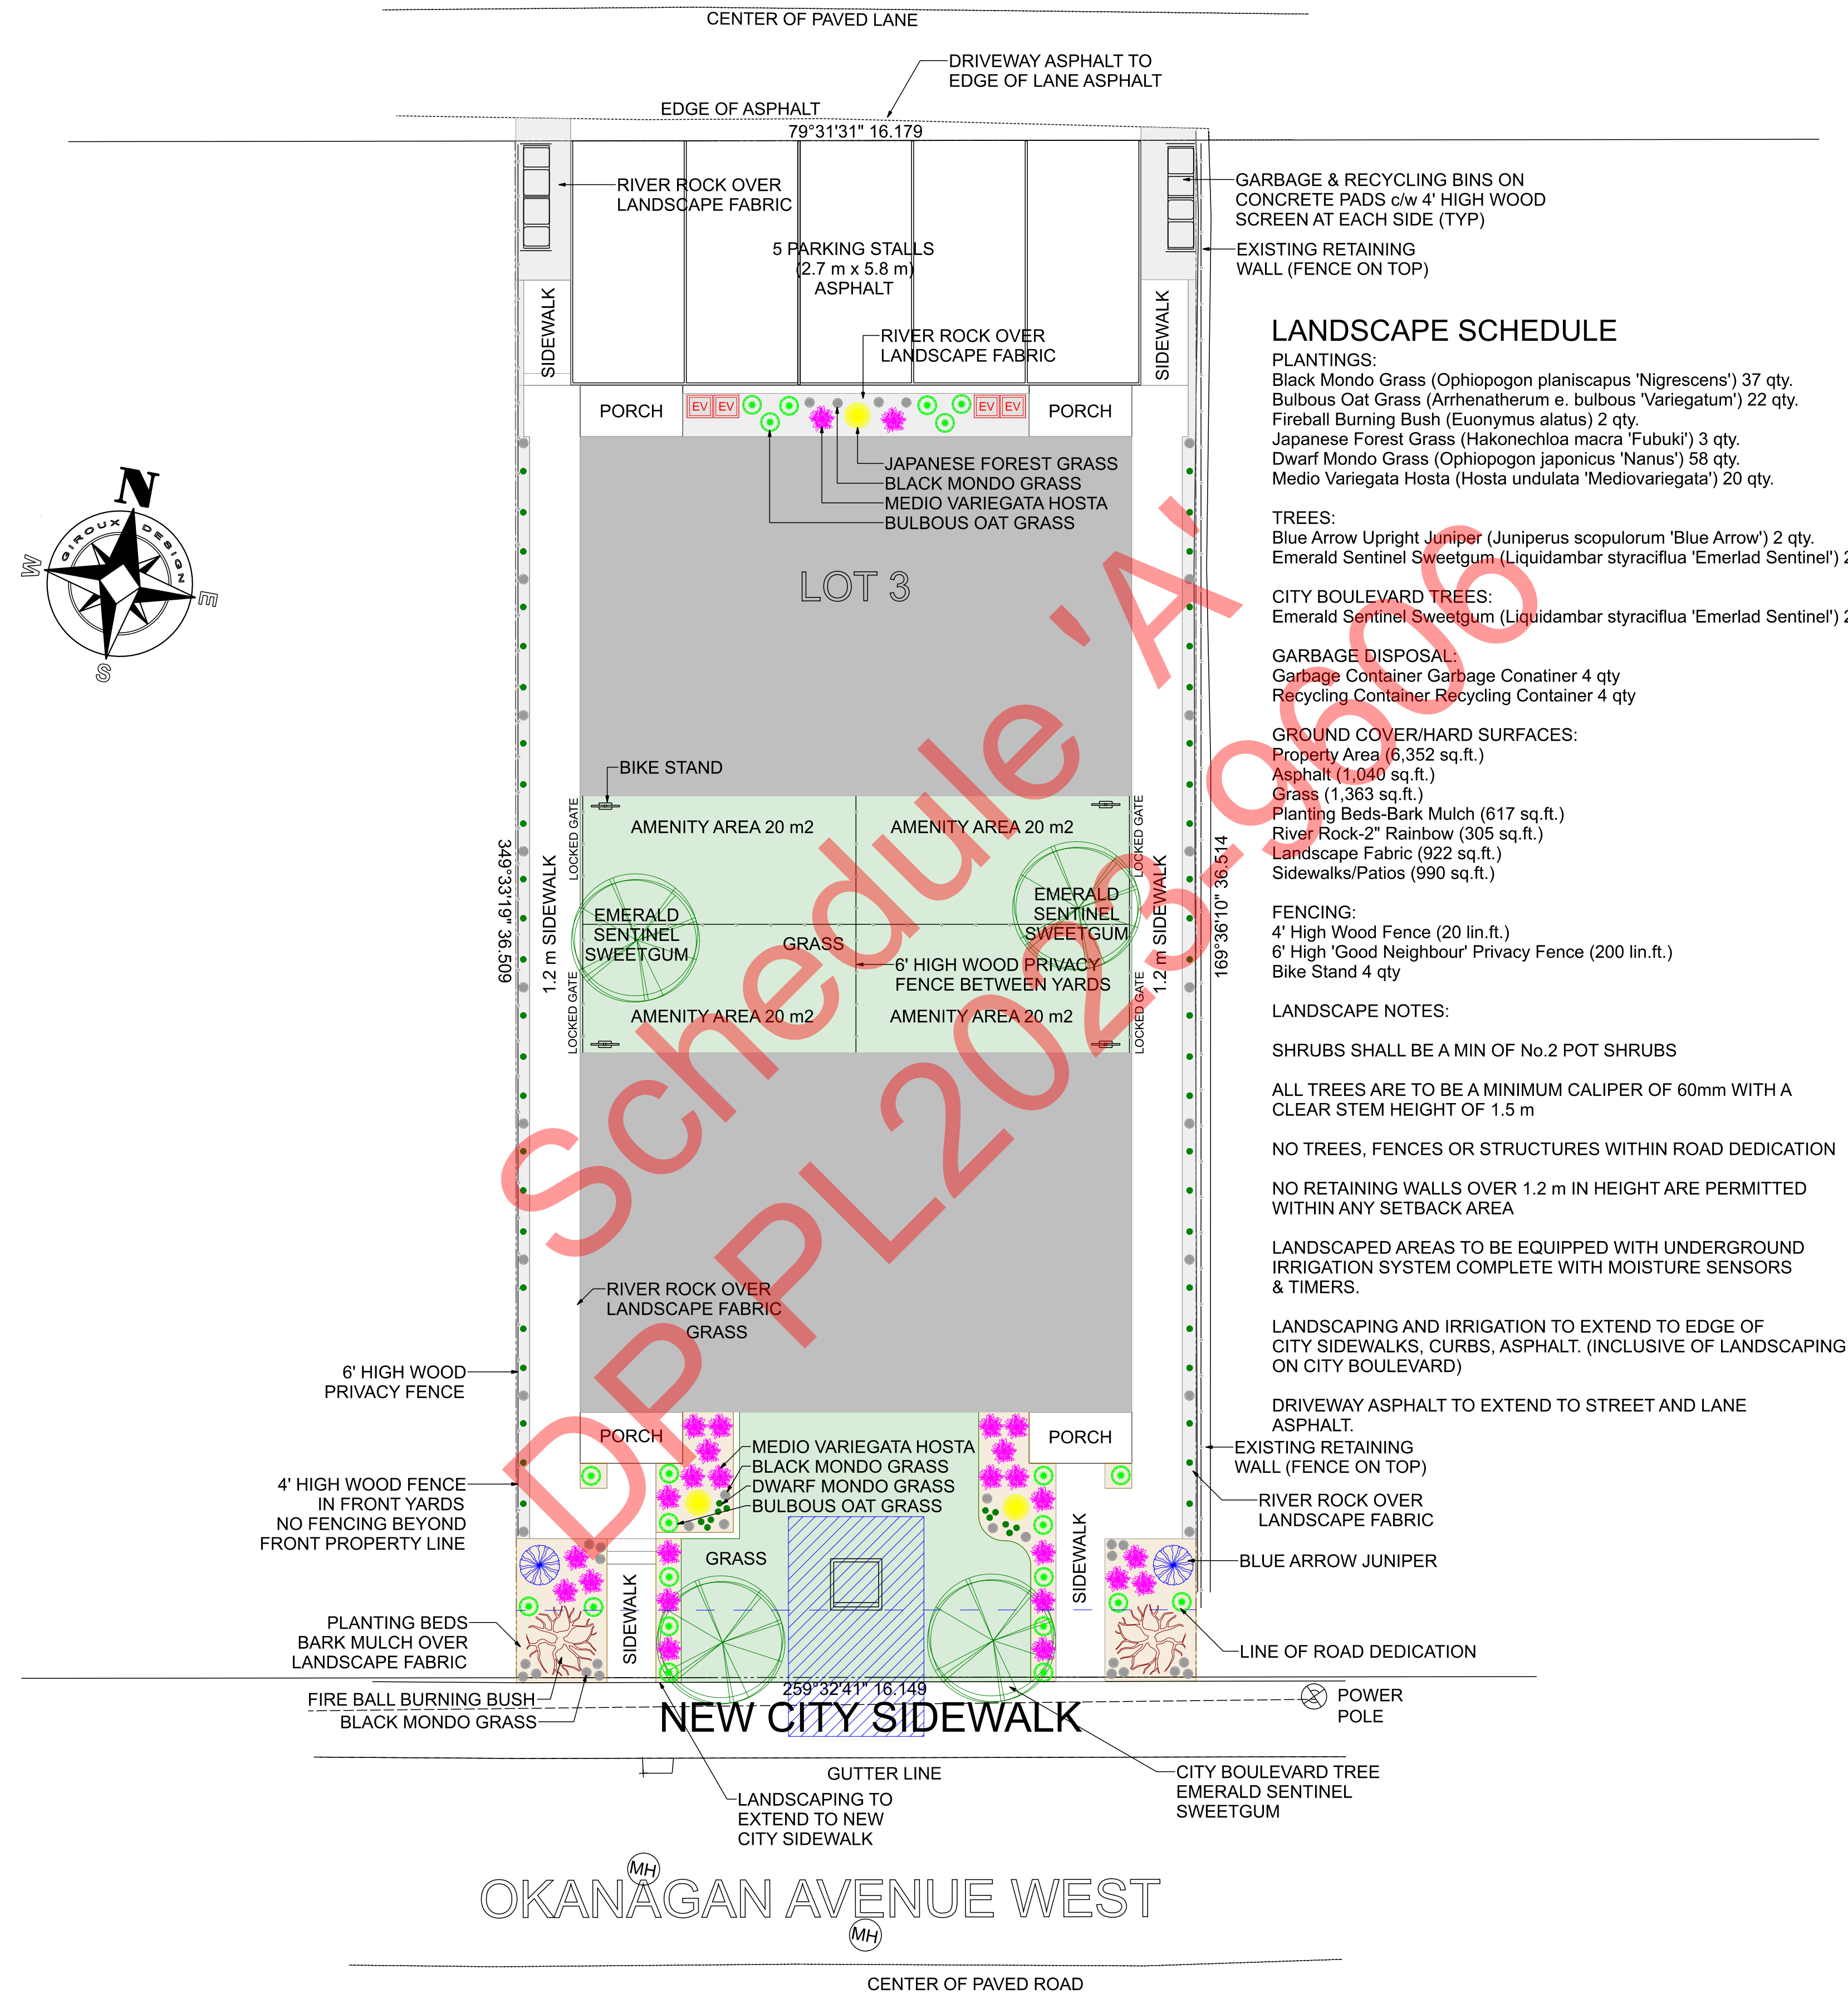 CENTER OF PAVED LANE
DRIVEWAY ASPHALT TO
EDGE OF LANE ASPHALT
EDGE OF ASPHALT
79°31'31" 16.179
RIVER ROCK OVER
LANDSCAPE FABRIC
GARBAGE & RECYCLING BINS ON
CONCRETE PADS c/w 4' HIGH WOOD
SCREEN AT EACH SIDE (TYP)
EXISTING RETAINING
WALL (FENCE ON TOP)
5 PARKING STALLS
(2.7 m x 5.8 m)
ASPHALT
SIDEWALK
SIDEWALK
RIVER ROCK OVER
LANDSCAPE FABRIC
PORCH
EV
EV
EV
EV
PORCH
JAPANESE FOREST GRASS
BLACK MONDO GRASS
MEDIO VARIEGATA HOSTA
BULBOUS OAT GRASS
N
W
E
S
GIROUX DESIGN
LOT 3
BIKE STAND
LOCKED GATE
AMENITY AREA 20 m2
AMENITY AREA 20 m2
LOCKED GATE
349°33'19" 36.509
1.2 m SIDEWALK
EMERALD
SENTINEL
SWEETGUM
GRASS
EMERALD
SENTINEL
SWEETGUM
1.2 m SIDEWALK
169°36'10" 36.514
6' HIGH WOOD PRIVACY
FENCE BETWEEN YARDS
LOCKED GATE
AMENITY AREA 20 m2
AMENITY AREA 20 m2
LOCKED GATE
RIVER ROCK OVER
LANDSCAPE FABRIC
GRASS
6' HIGH WOOD
PRIVACY FENCE
PORCH
PORCH
MEDIO VARIEGATA HOSTA
BLACK MONDO GRASS
DWARF MONDO GRASS
BULBOUS OAT GRASS
4' HIGH WOOD FENCE
IN FRONT YARDS
NO FENCING BEYOND
FRONT PROPERTY LINE
GRASS
SIDEWALK
SIDEWALK
PLANTING BEDS
BARK MULCH OVER
LANDSCAPE FABRIC
FIRE BALL BURNING BUSH
BLACK MONDO GRASS
259°32'41" 16.149
NEW CITY SIDEWALK
GUTTER LINE
LANDSCAPING TO
EXTEND TO NEW
CITY SIDEWALK
MH
OKANAGAN AVENUE WEST
MH
CENTER OF PAVED ROAD
LANDSCAPE SCHEDULE
PLANTINGS:
Black Mondo Grass (Ophiopogon planiscapus 'Nigrescens') 37 qty.
Bulbous Oat Grass (Arrhenatherum e. bulbous 'Variegatum') 22 qty.
Fireball Burning Bush (Euonymus alatus) 2 qty.
Japanese Forest Grass (Hakonechloa macra 'Fubuki') 3 qty.
Dwarf Mondo Grass (Ophiopogon japonicus 'Nanus') 58 qty.
Medio Variegata Hosta (Hosta undulata 'Mediovariegata') 20 qty.
TREES:
Blue Arrow Upright Juniper (Juniperus scopulorum 'Blue Arrow') 2 qty.
Emerald Sentinel Sweetgum (Liquidambar styraciflua 'Emerlad Sentinel') 2
CITY BOULEVARD TREES:
Emerald Sentinel Sweetgum (Liquidambar styraciflua 'Emerlad Sentinel') 2
GARBAGE DISPOSAL:
Garbage Container Garbage Conatiner 4 qty
Recycling Container Recycling Container 4 qty
GROUND COVER/HARD SURFACES:
Property Area (6,352 sq.ft.)
Asphalt (1,040 sq.ft.)
Grass (1,363 sq.ft.)
Planting Beds-Bark Mulch (617 sq.ft.)
River Rock-2" Rainbow (305 sq.ft.)
Landscape Fabric (922 sq.ft.)
Sidewalks/Patios (990 sq.ft.)
FENCING:
4' High Wood Fence (20 lin.ft.)
6' High 'Good Neighbour' Privacy Fence (200 lin.ft.)
Bike Stand 4 qty
LANDSCAPE NOTES:
SHRUBS SHALL BE A MIN OF No.2 POT SHRUBS
ALL TREES ARE TO BE A MINIMUM CALIPER OF 60mm WITH A
CLEAR STEM HEIGHT OF 1.5 m
NO TREES, FENCES OR STRUCTURES WITHIN ROAD DEDICATION
NO RETAINING WALLS OVER 1.2 m IN HEIGHT ARE PERMITTED
WITHIN ANY SETBACK AREA
LANDSCAPED AREAS TO BE EQUIPPED WITH UNDERGROUND
IRRIGATION SYSTEM COMPLETE WITH MOISTURE SENSORS
& TIMERS.
LANDSCAPING AND IRRIGATION TO EXTEND TO EDGE OF
CITY SIDEWALKS, CURBS, ASPHALT. (INCLUSIVE OF LANDSCAPING
ON CITY BOULEVARD)
DRIVEWAY ASPHALT TO EXTEND TO STREET AND LANE
ASPHALT.
EXISTING RETAINING
WALL (FENCE ON TOP)
RIVER ROCK OVER
LANDSCAPE FABRIC
BLUE ARROW JUNIPER
LINE OF ROAD DEDICATION
POWER
POLE
CITY BOULEVARD TREE
EMERALD SENTINEL
SWEETGUM
Schedule 'A'
DP PL2023-9606